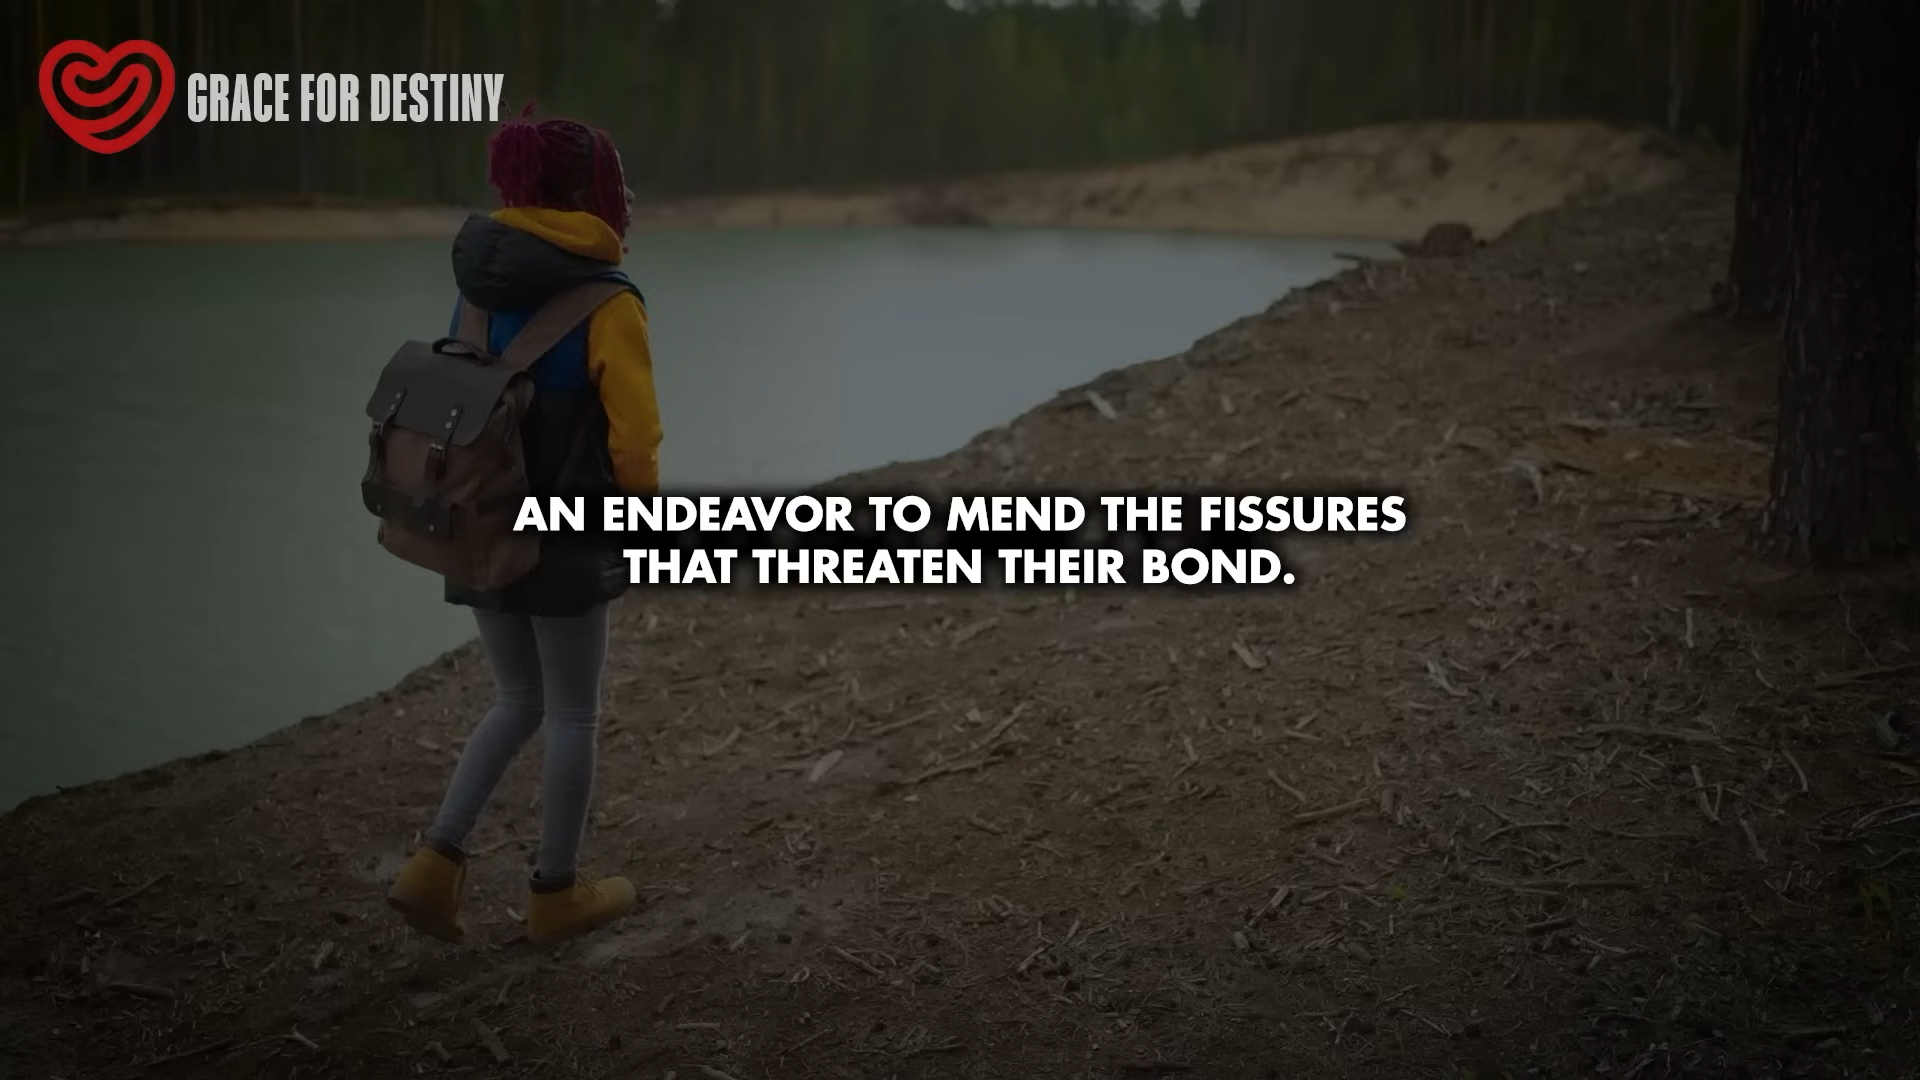 GRACE FOR DESTINY
AN ENDEAVOR TO MEND THE FISSURES
THAT THREATEN THEIR BOND.